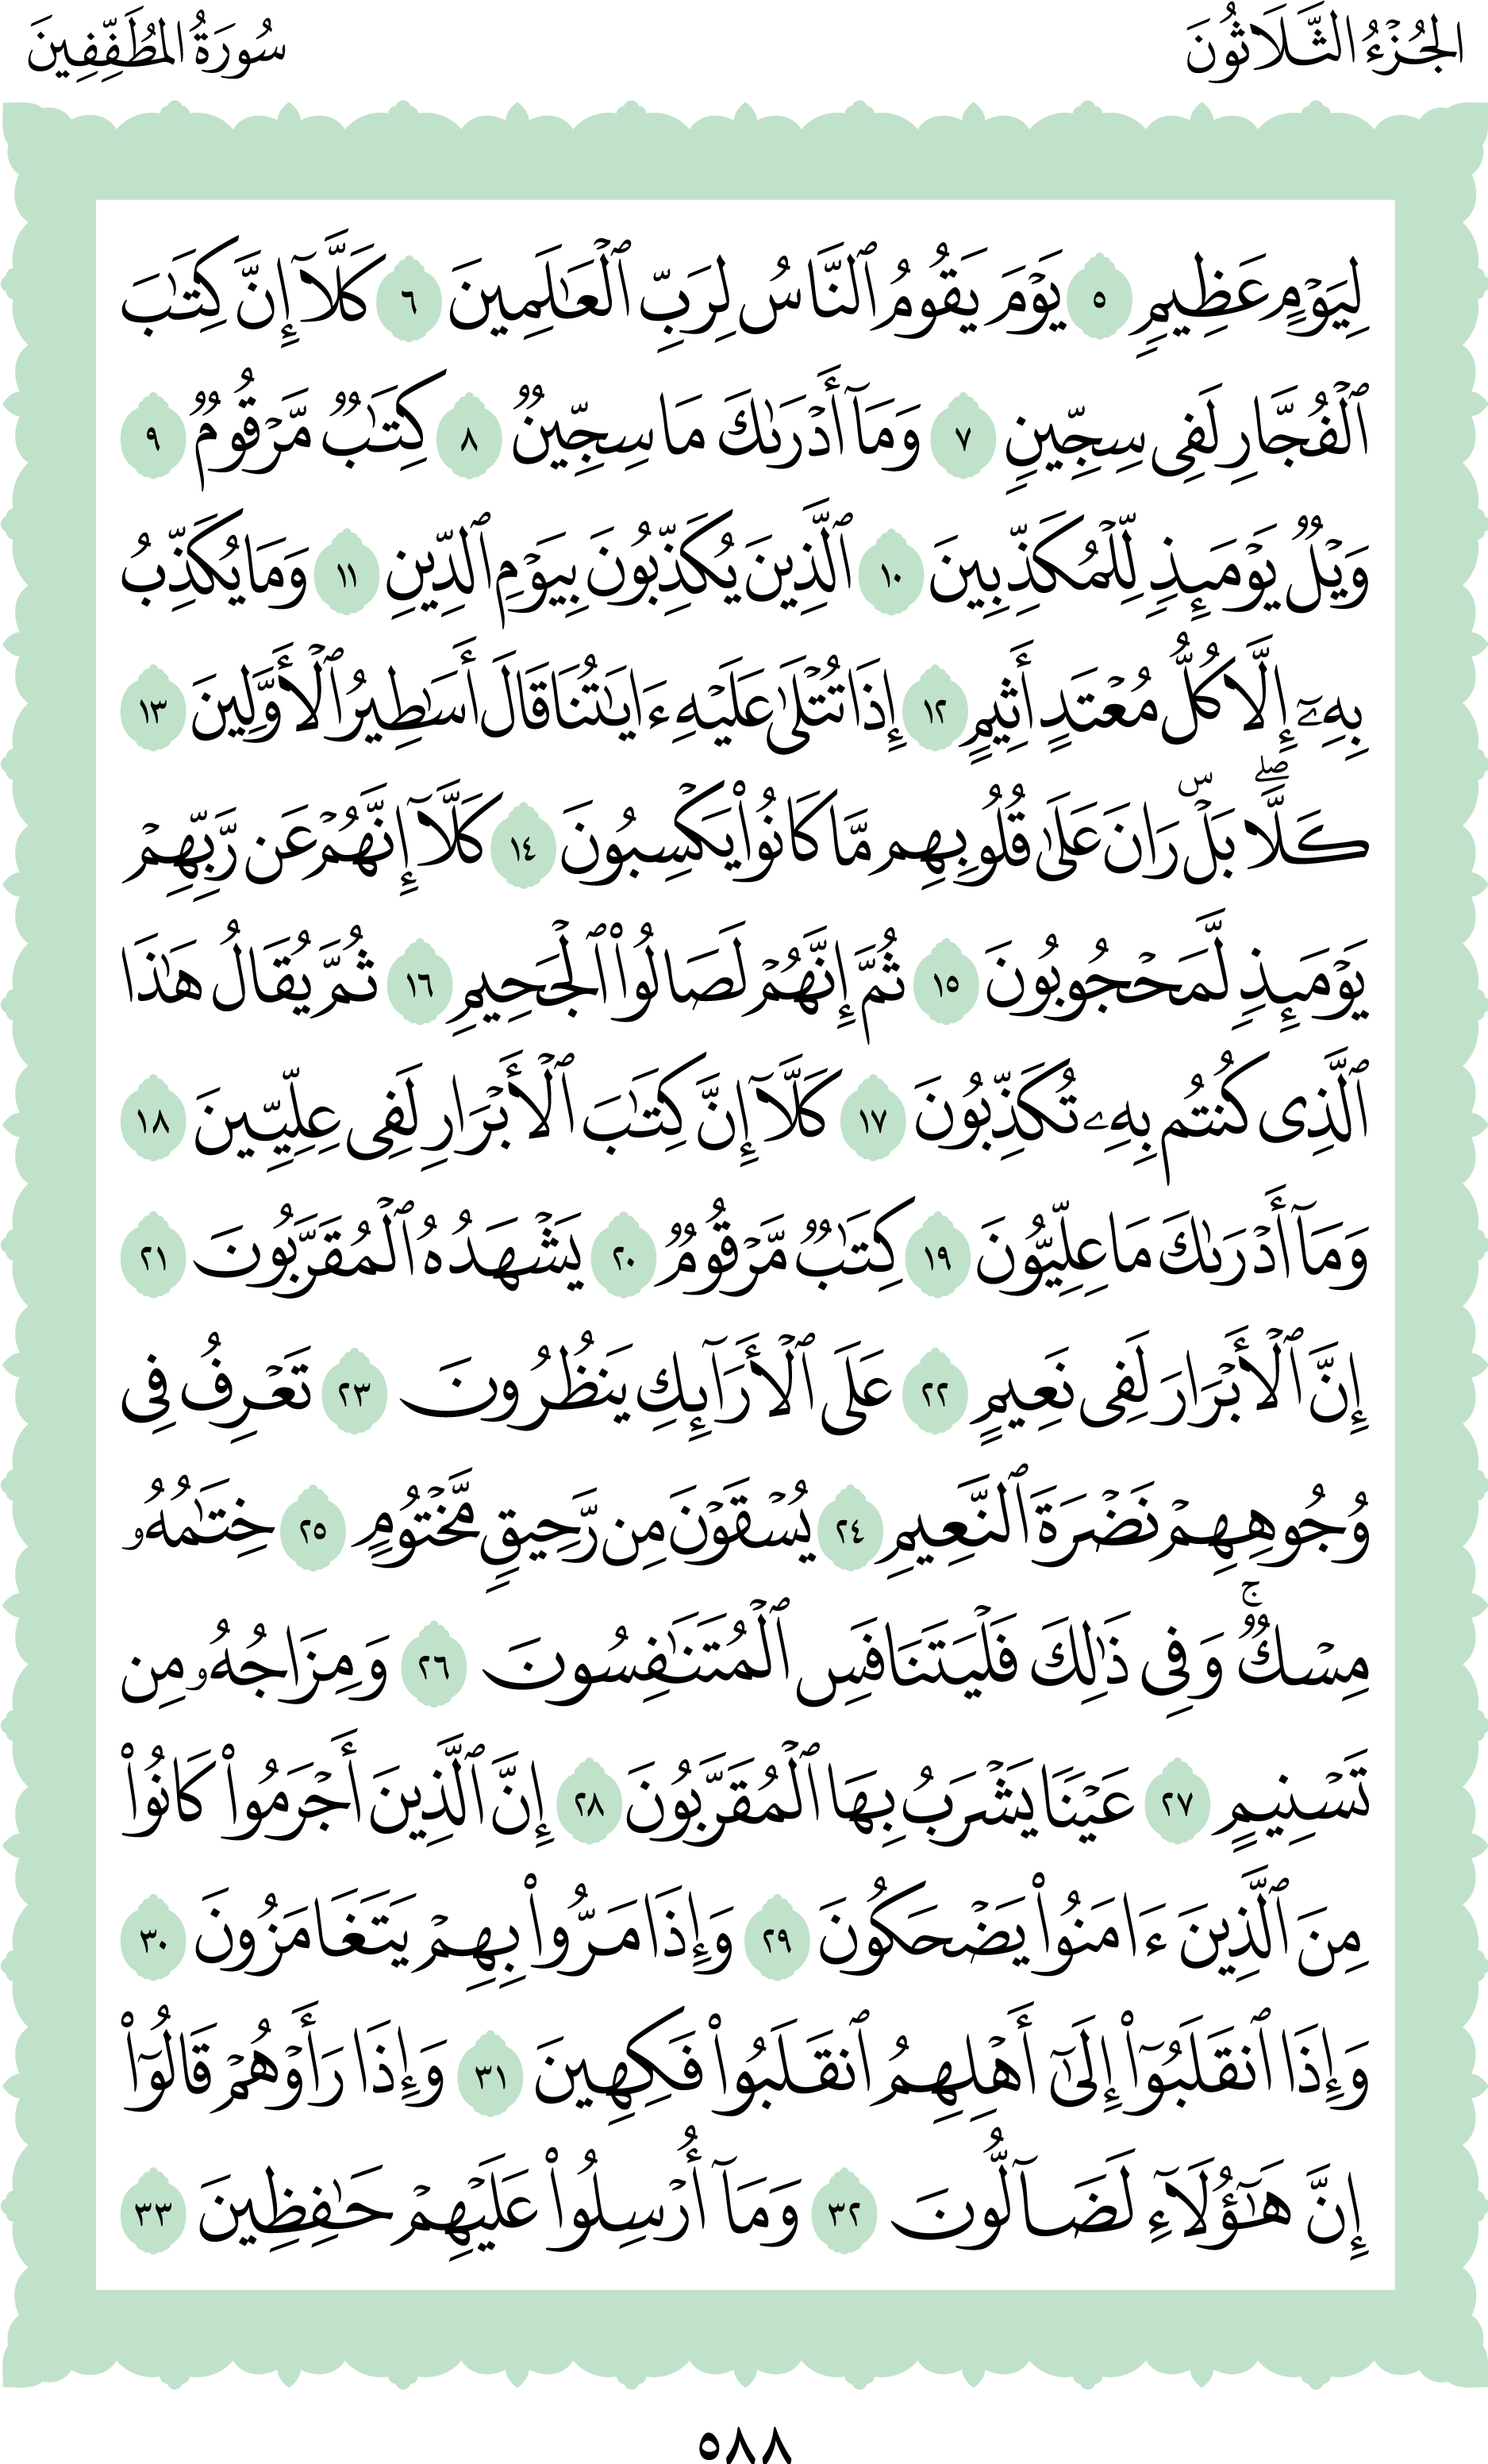 الجُزْءُ الثَّلَاثُونَ
سُورَةُ المُطَفِّفِينَ
لِيَوْمٍ عَظِيمٍ ٥ يَوْمَ يَقُومُ ٱلنَّاسُ لِرَبِّ ٱلْعَـٰلَمِينَ ٦ كَلَّآ إِنَّ كِتَـٰبَ
ٱلْفُجَّارِ لَفِى سِجِّينٍ ٧ وَمَآ أَدْرَىٰكَ مَا سِجِّينٌ ٨ كِتَـٰبٌ مَّرْقُومٌ ٩
وَيْلٌ يَوْمَئِذٍ لِّلْمُكَذِّبِينَ ١٠ ٱلَّذِينَ يُكَذِّبُونَ بِيَوْمِ ٱلدِّينِ ١١ وَمَا يُكَذِّبُ
بِهِۦٓ إِلَّا كُلُّ مُعْتَدٍ أَثِيمٍ ١٢ إِذَا تُتْلَىٰ عَلَيْهِ ءَايَـٰتُنَا قَالَ أَسَـٰطِيرُ ٱلْأَوَّلِينَ ١٣
كَلَّا ۖ بَلْ ۜ رَانَ عَلَىٰ قُلُوبِهِم مَّا كَانُوا۟ يَكْسِبُونَ ١٤ كَلَّآ إِنَّهُمْ عَن رَّبِّهِمْ
يَوْمَئِذٍ لَّمَحْجُوبُونَ ١٥ ثُمَّ إِنَّهُمْ لَصَالُوا۟ ٱلْجَحِيمِ ١٦ ثُمَّ يُقَالُ هَـٰذَا
ٱلَّذِى كُنتُم بِهِۦ تُكَذِّبُونَ ١٧ كَلَّآ إِنَّ كِتَـٰبَ ٱلْأَبْرَارِ لَفِى عِلِّيِّينَ ١٨
وَمَآ أَدْرَىٰكَ مَا عِلِّيُّونَ ١٩ كِتَـٰبٌ مَّرْقُومٌ ٢٠ يَشْهَدُهُ ٱلْمُقَرَّبُونَ ٢١
إِنَّ ٱلْأَبْرَارَ لَفِى نَعِيمٍ ٢٢ عَلَى ٱلْأَرَآئِكِ يَنظُرُونَ ٢٣ تَعْرِفُ فِى
وُجُوهِهِمْ نَضْرَةَ ٱلنَّعِيمِ ٢٤ يُسْقَوْنَ مِن رَّحِيقٍ مَّخْتُومٍ ٢٥ خِتَـٰمُهُۥ
مِسْكٌ ۚ وَفِى ذَٰلِكَ فَلْيَتَنَافَسِ ٱلْمُتَنَـٰفِسُونَ ٢٦ وَمِزَاجُهُۥ مِن
تَسْنِيمٍ ٢٧ عَيْنًا يَشْرَبُ بِهَا ٱلْمُقَرَّبُونَ ٢٨ إِنَّ ٱلَّذِينَ أَجْرَمُوا۟ كَانُوا۟
مِنَ ٱلَّذِينَ ءَامَنُوا۟ يَضْحَكُونَ ٢٩ وَإِذَا مَرُّوا۟ بِهِمْ يَتَغَامَزُونَ ٣٠
وَإِذَا ٱنقَلَبُوٓا۟ إِلَىٰٓ أَهْلِهِمُ ٱنقَلَبُوا۟ فَكِهِينَ ٣١ وَإِذَا رَأَوْهُمْ قَالُوٓا۟
إِنَّ هَـٰٓؤُلَآءِ لَضَآلُّونَ ٣٢ وَمَآ أُرْسِلُوا۟ عَلَيْهِمْ حَـٰفِظِينَ ٣٣
٥٨٨